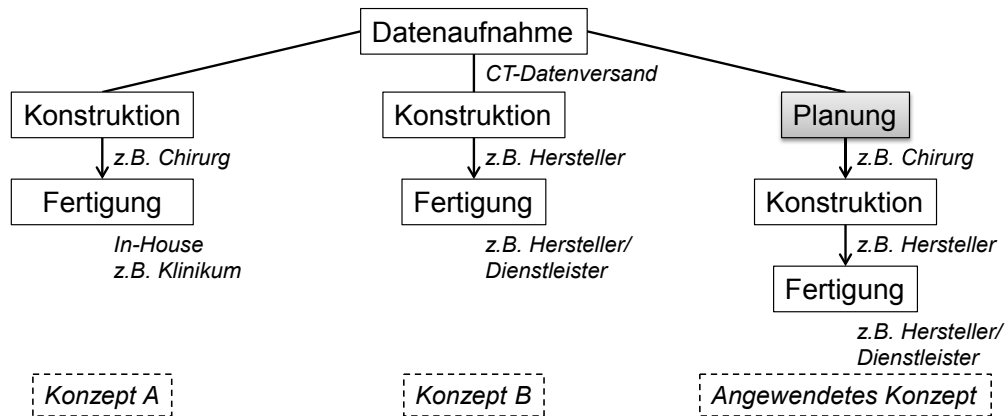 Datenaufnahme
CT-Datenversand
Konstruktion
Konstruktion
Planung
z.B. Chirurg
z.B. Hersteller
z.B. Chirurg
Fertigung
Fertigung
Konstruktion
In-House
z.B. Klinikum
z.B. Hersteller/
Dienstleister
z.B. Hersteller
Fertigung
z.B. Hersteller/
Dienstleister
Konzept A
Konzept B
Angewendetes Konzept